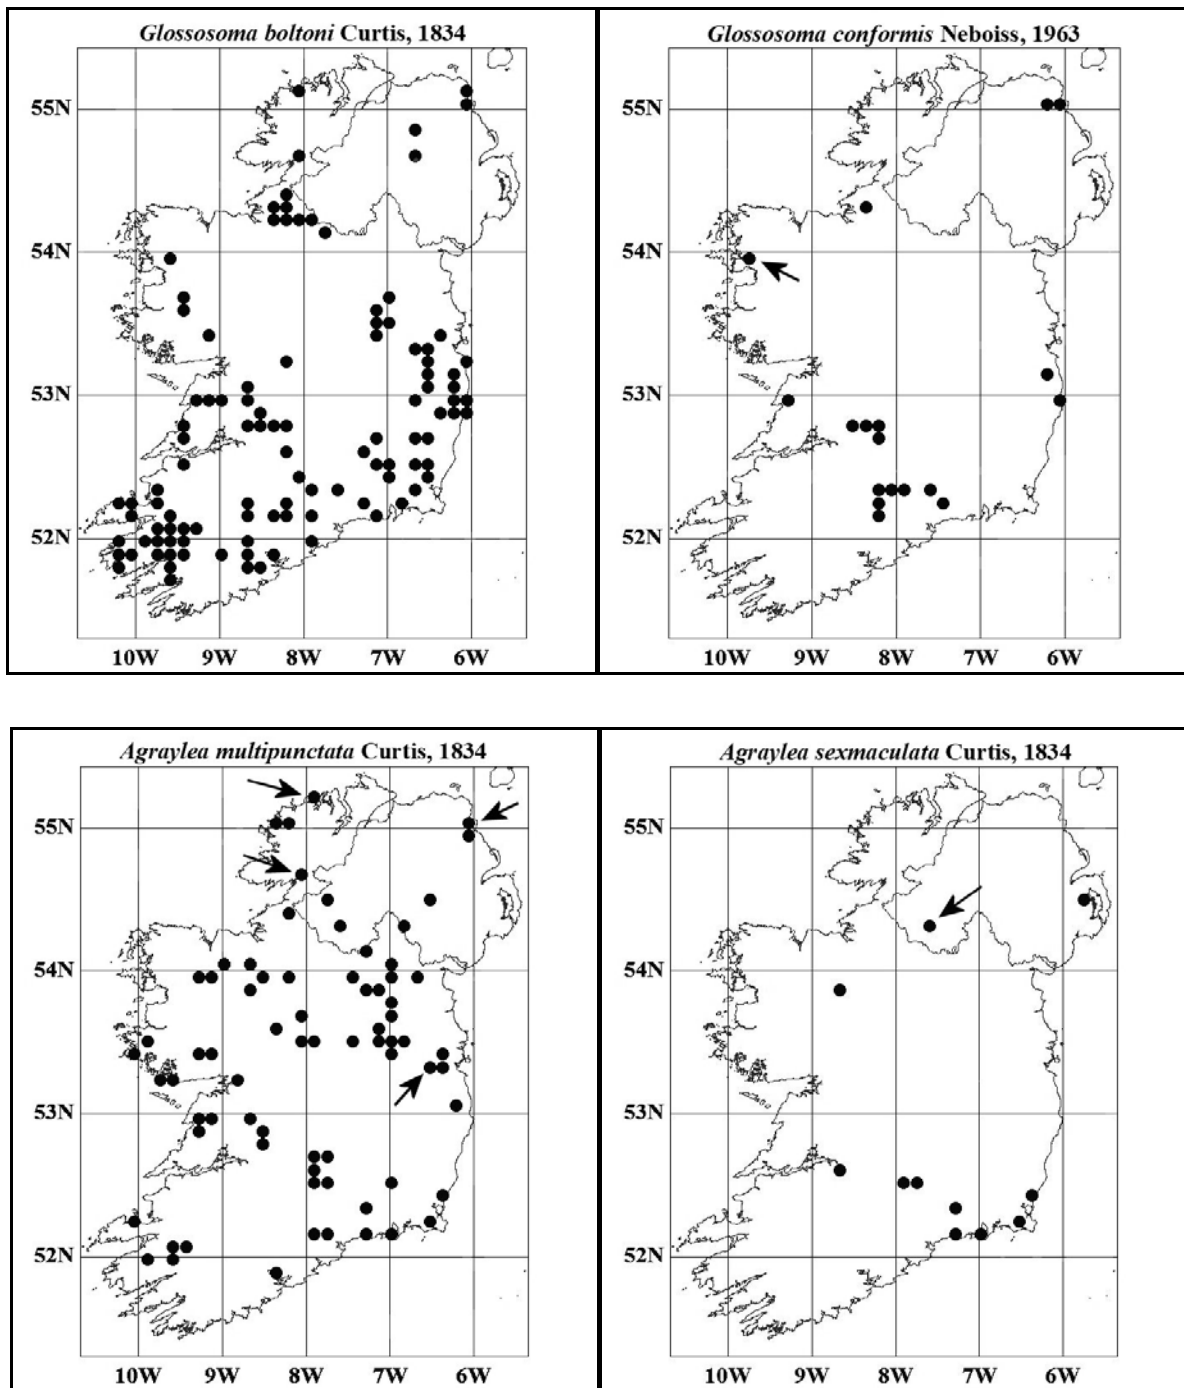 Glossosoma boltoni Curtis, 1834
55N
54N
53N
52N
10W 9W 8W 7W 6W
Glossosoma conformis Neboiss, 1963
55N
54N
53N
52N
10W 9W 8W 7W 6W
Agraylea multipunctata Curtis, 1834
55N
54N
53N
52N
10W 9W 8W 7W 6W
Agraylea sexmaculata Curtis, 1834
55N
54N
53N
52N
10W 9W 8W 7W 6W